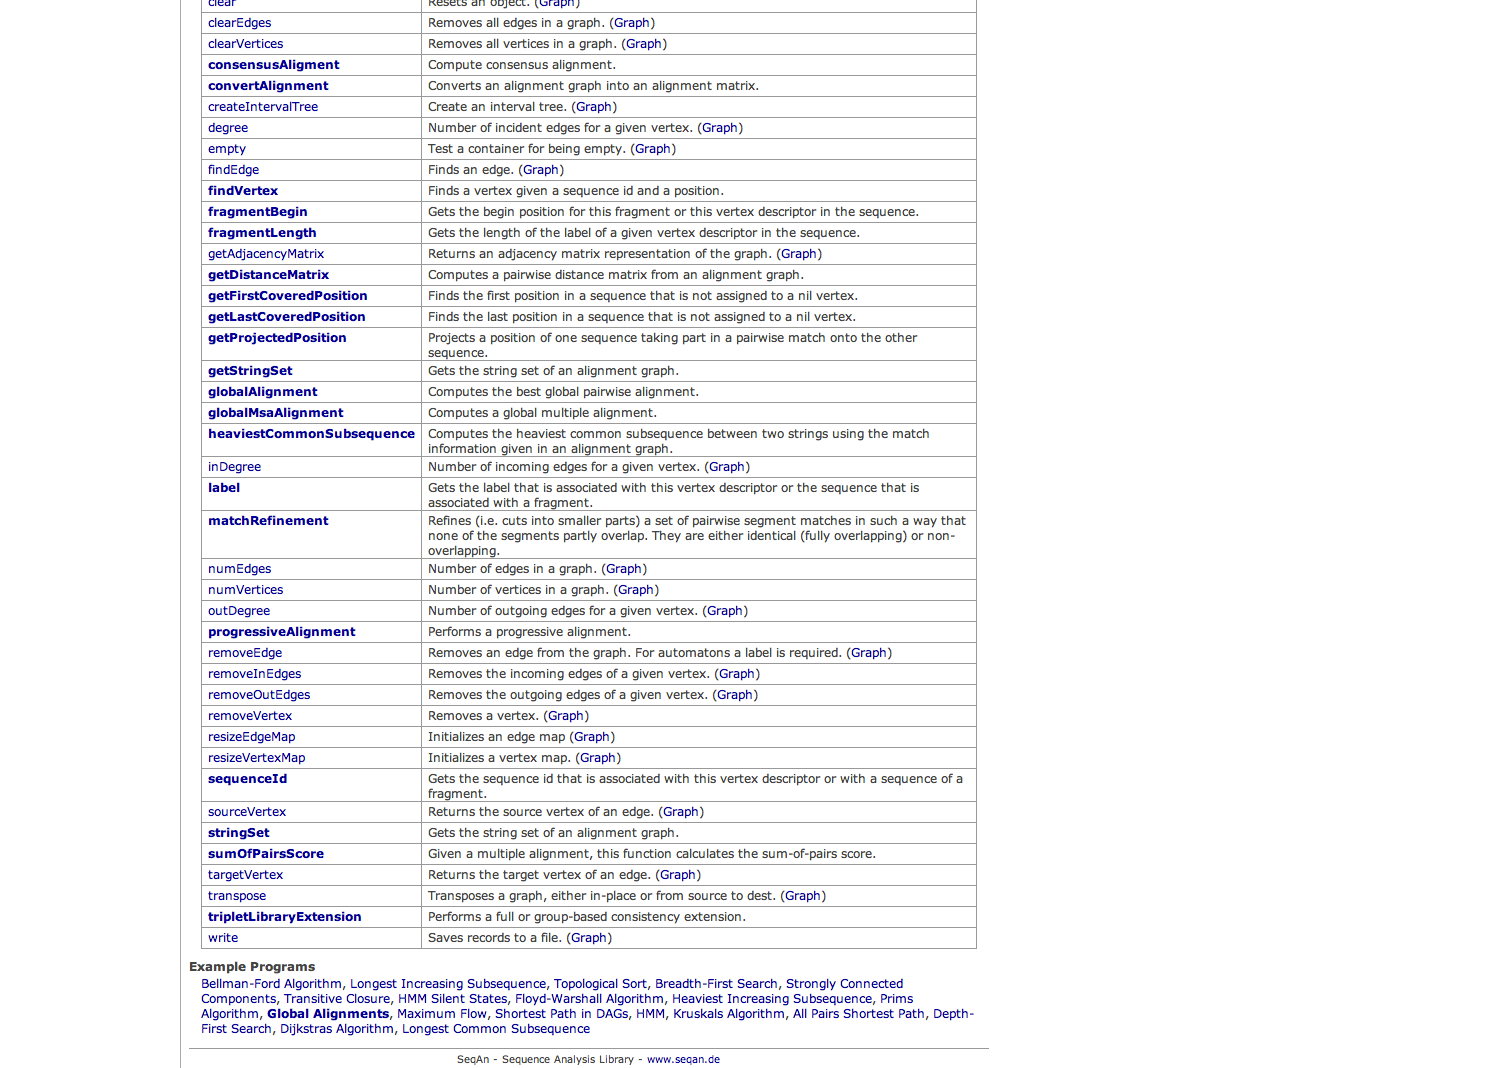 clear Resets an object. (Graph)
clearEdges Removes all edges in a graph. (Graph)
clearVertices Removes all vertices in a graph. (Graph)
consensusAligment Compute consensus alignment.
convertAlignment Converts an alignment graph into an alignment matrix.
createIntervalTree Create an interval tree. (Graph)
degree Number of incident edges for a given vertex. (Graph)
empty Test a container for being empty. (Graph)
findEdge Finds an edge. (Graph)
findVertex Finds a vertex given a sequence id and a position.
fragmentBegin Gets the begin position for this fragment or this vertex descriptor in the sequence.
fragmentLength Gets the length of the label of a given vertex descriptor in the sequence.
getAdjacencyMatrix Returns an adjacency matrix representation of the graph. (Graph)
getDistanceMatrix Computes a pairwise distance matrix from an alignment graph.
getFirstCoveredPosition Finds the first position in a sequence that is not assigned to a nil vertex.
getLastCoveredPosition Finds the last position in a sequence that is not assigned to a nil vertex.
getProjectedPosition Projects a position of one sequence taking part in a pairwise match onto the other
sequence.
getStringSet Gets the string set of an alignment graph.
globalAlignment Computes the best global pairwise alignment.
globalMsaAlignment Computes a global multiple alignment.
heaviestCommonSubsequence Computes the heaviest common subsequence between two strings using the match
information given in an alignment graph.
inDegree Number of incoming edges for a given vertex. (Graph)
label Gets the label that is associated with this vertex descriptor or the sequence that is
associated with a fragment.
matchRefinement Refines (i.e. cuts into smaller parts) a set of pairwise segment matches in such a way that
none of the segments partly overlap. They are either identical (fully overlapping) or non-
overlapping.
numEdges Number of edges in a graph. (Graph)
numVertices Number of vertices in a graph. (Graph)
outDegree Number of outgoing edges for a given vertex. (Graph)
progressiveAlignment Performs a progressive alignment.
removeEdge Removes an edge from the graph. For automatons a label is required. (Graph)
removeInEdges Removes the incoming edges of a given vertex. (Graph)
removeOutEdges Removes the outgoing edges of a given vertex. (Graph)
removeVertex Removes a vertex. (Graph)
resizeEdgeMap Initializes an edge map (Graph)
resizeVertexMap Initializes a vertex map. (Graph)
sequenceId Gets the sequence id that is associated with this vertex descriptor or with a sequence of a
fragment.
sourceVertex Returns the source vertex of an edge. (Graph)
stringSet Gets the string set of an alignment graph.
sumOfPairsScore Given a multiple alignment, this function calculates the sum-of-pairs score.
targetVertex Returns the target vertex of an edge. (Graph)
transpose Transposes a graph, either in-place or from source to dest. (Graph)
tripletLibraryExtension Performs a full or group-based consistency extension.
write Saves records to a file. (Graph)
Example Programs
Bellman-Ford Algorithm, Longest Increasing Subsequence, Topological Sort, Breadth-First Search, Strongly Connected
Components, Transitive Closure, HMM Silent States, Floyd-Warshall Algorithm, Heaviest Increasing Subsequence, Prims
Algorithm, Global Alignments, Maximum Flow, Shortest Path in DAGs, HMM, Kruskals Algorithm, All Pairs Shortest Path, Depth-
First Search, Dijkstras Algorithm, Longest Common Subsequence
SeqAn - Sequence Analysis Library - www.seqan.de